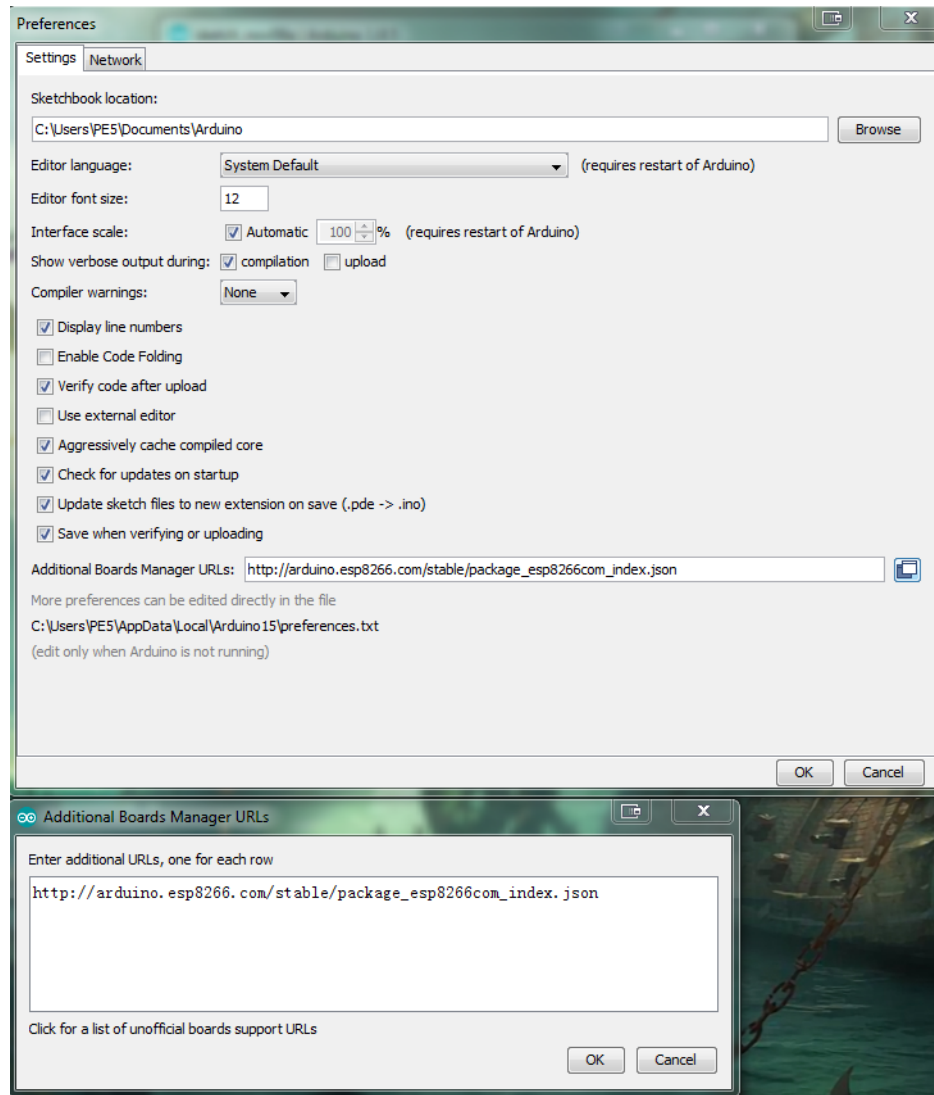 Preferences
Settings Network
Sketchbook location:
C:\Users\PE5\Documents\Arduino Browse
Editor language: System Default (requires restart of Arduino)
Editor font size: 12
Interface scale: Automatic 100 % (requires restart of Arduino)
Show verbose output during: compilation upload
Compiler warnings: None
Display line numbers
Enable Code Folding
Verify code after upload
Use external editor
Aggressively cache compiled core
Check for updates on startup
Update sketch files to new extension on save (.pde -> .ino)
Save when verifying or uploading
Additional Boards Manager URLs: http://arduino.esp8266.com/stable/package_esp8266com_index.json
More preferences can be edited directly in the file
C:\Users\PE5\AppData\Local\Arduino15\preferences.txt
(edit only when Arduino is not running)
OK Cancel
Additional Boards Manager URLs
Enter additional URLs, one for each row
http://arduino.esp8266.com/stable/package_esp8266com_index.json
Click for a list of unofficial boards support URLs
OK Cancel